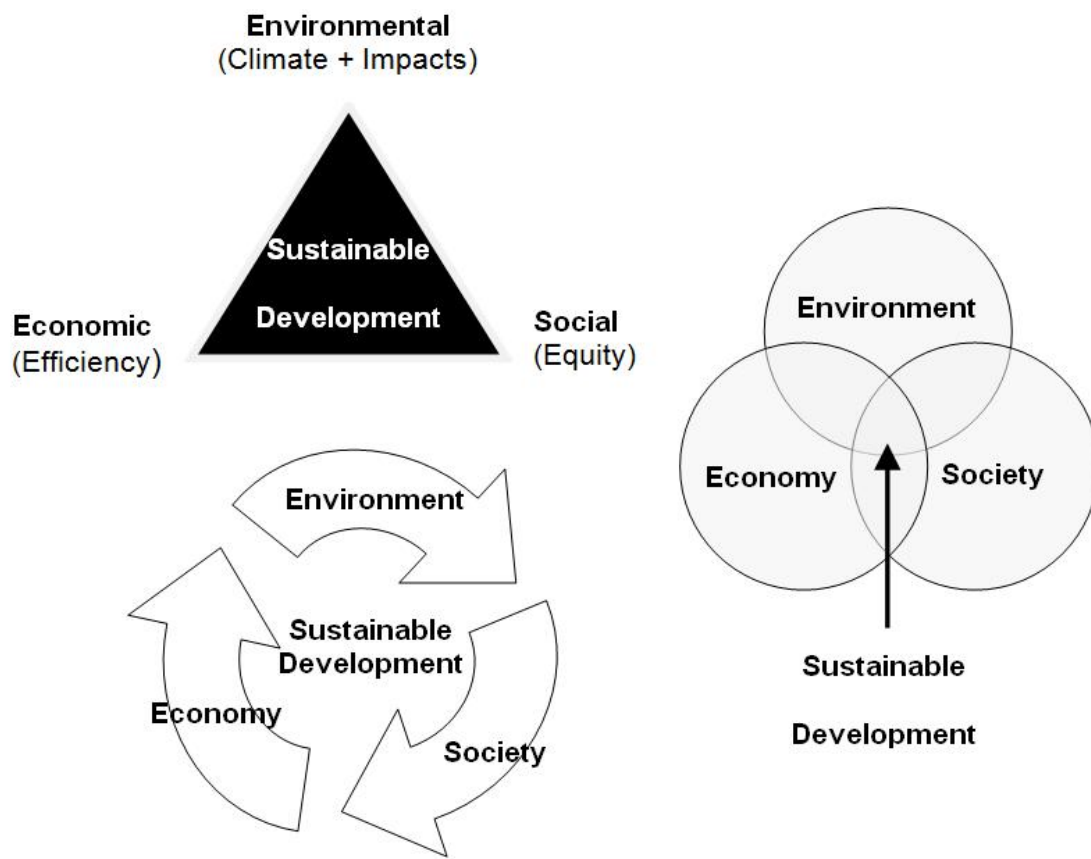 Environmental
(Climate + Impacts)
Sustainable
Development
Economic
(Efficiency)
Social
(Equity)
Environment
Economy
Society
Sustainable
Development
Environment
Sustainable
Development
Economy
Society